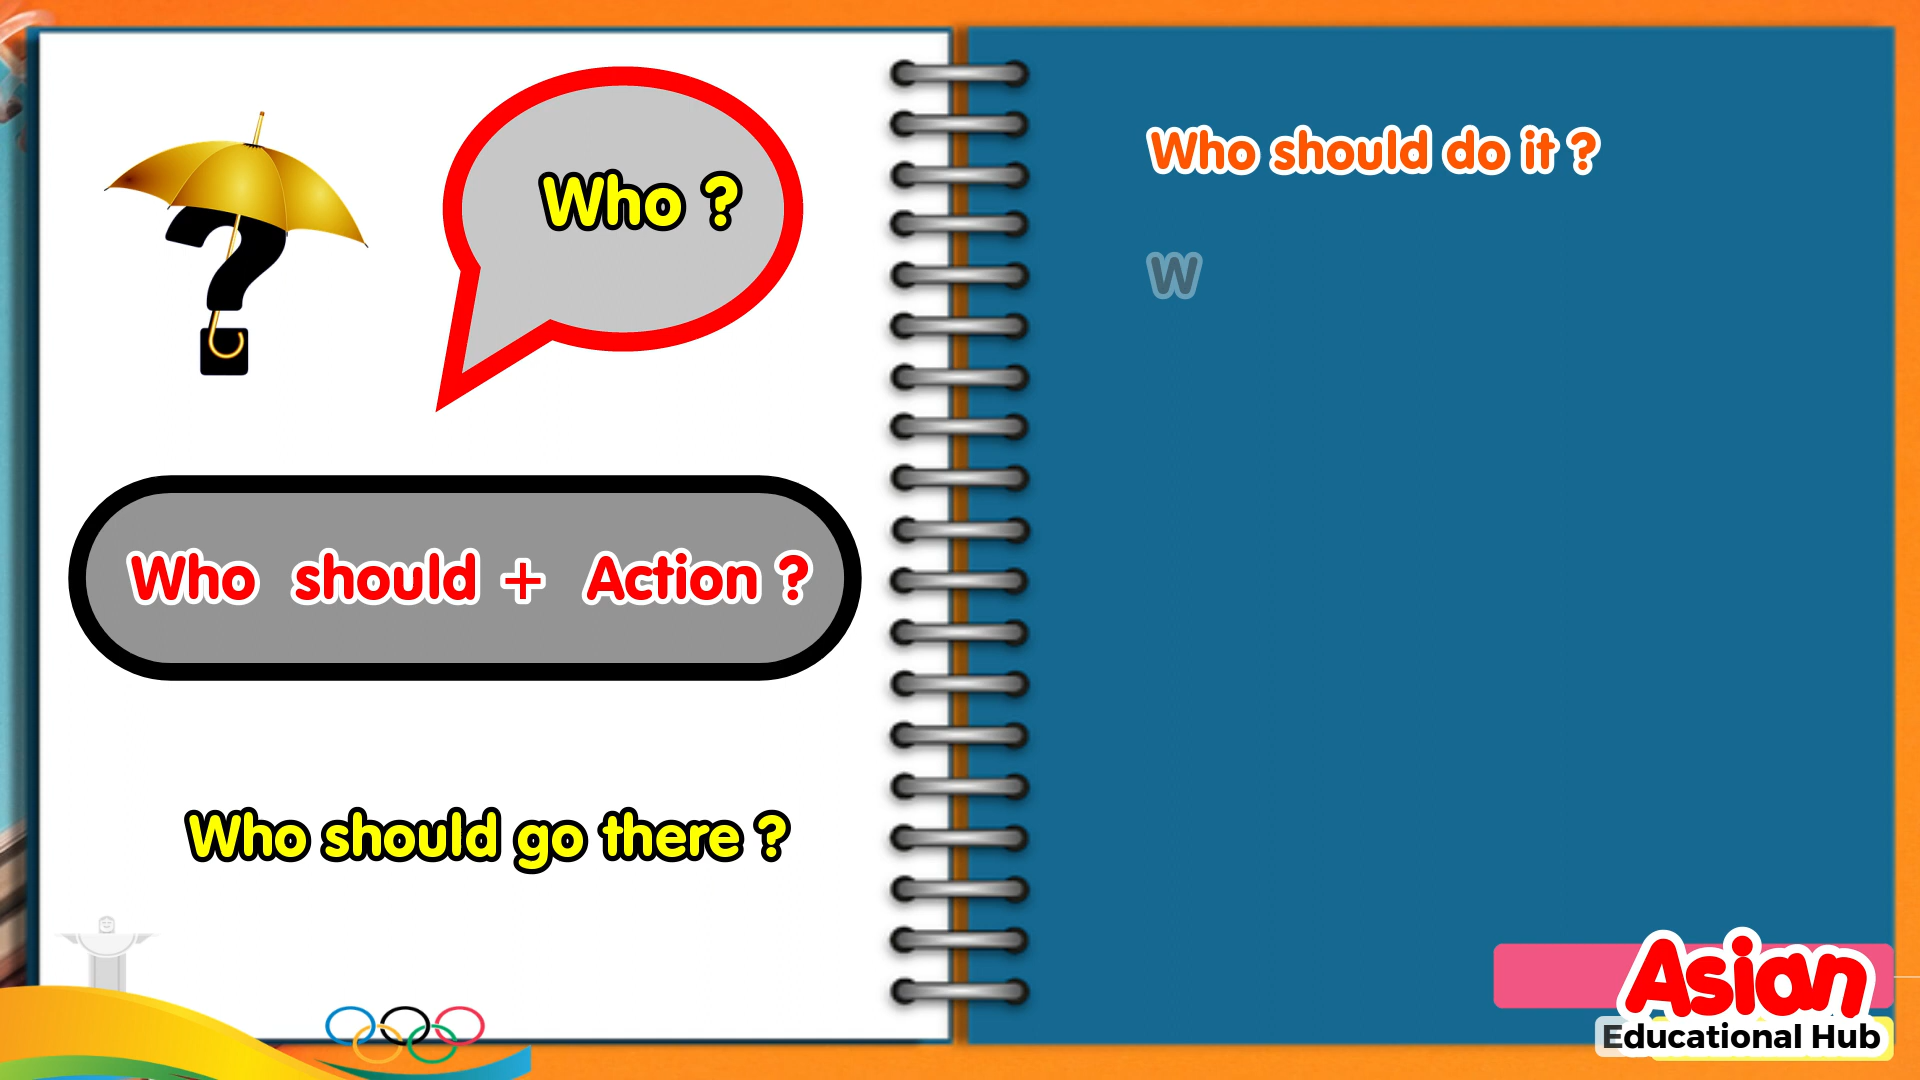 Who ?
Who should + Action ?
Who should go there ?
Who should do it ?
W
Asian
Educational Hub